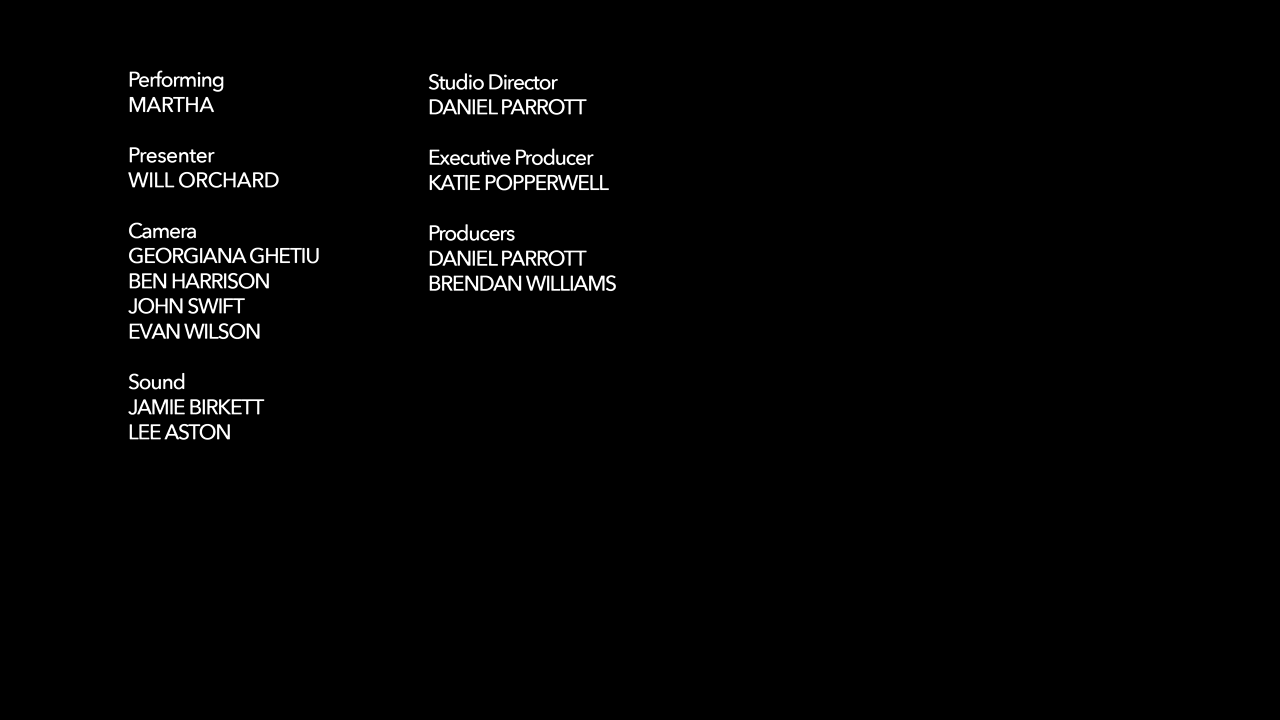 Performing
MARTHA
Presenter
WILL ORCHARD
Camera
GEORGIANA GHETIU
BEN HARRISON
JOHN SWIFT
EVAN WILSON
Sound
JAMIE BIRKETT
LEE ASTON
Studio Director
DANIEL PARROTT
Executive Producer
KATIE POPPERWELL
Producers
DANIEL PARROTT
BRENDAN WILLIAMS